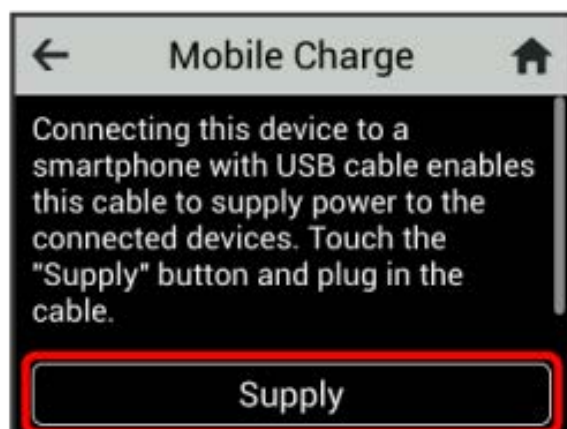 Mobile Charge
Connecting this device to a
smartphone with USB cable enables
this cable to supply power to the
connected devices. Touch the
"Supply" button and plug in the
cable.
Supply